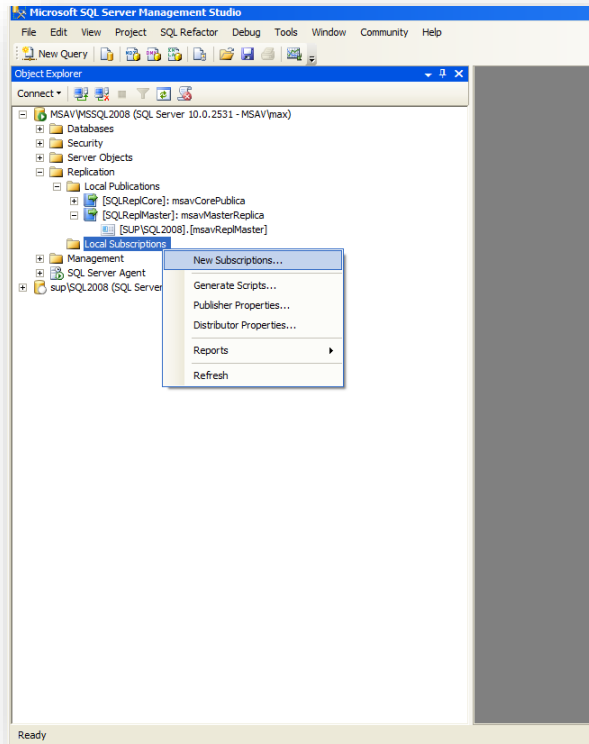 Microsoft SQL Server Management Studio
File Edit View Project SQL Refactor Debug Tools Window Community Help
New Query
Object Explorer
Connect
MSAV\MSSQL2008 (SQL Server 10.0.2531 - MSAV\max)
Databases
Security
Server Objects
Replication
Local Publications
[SQLReplCore]: msavCorePublica
[SQLReplMaster]: msavMasterReplica
[SUP\SQL2008].[msavReplMaster]
Local Subscriptions
Management
SQL Server Agent
sup\SQL2008 (SQL Server
New Subscriptions...
Generate Scripts...
Publisher Properties...
Distributor Properties...
Reports
Refresh
Ready